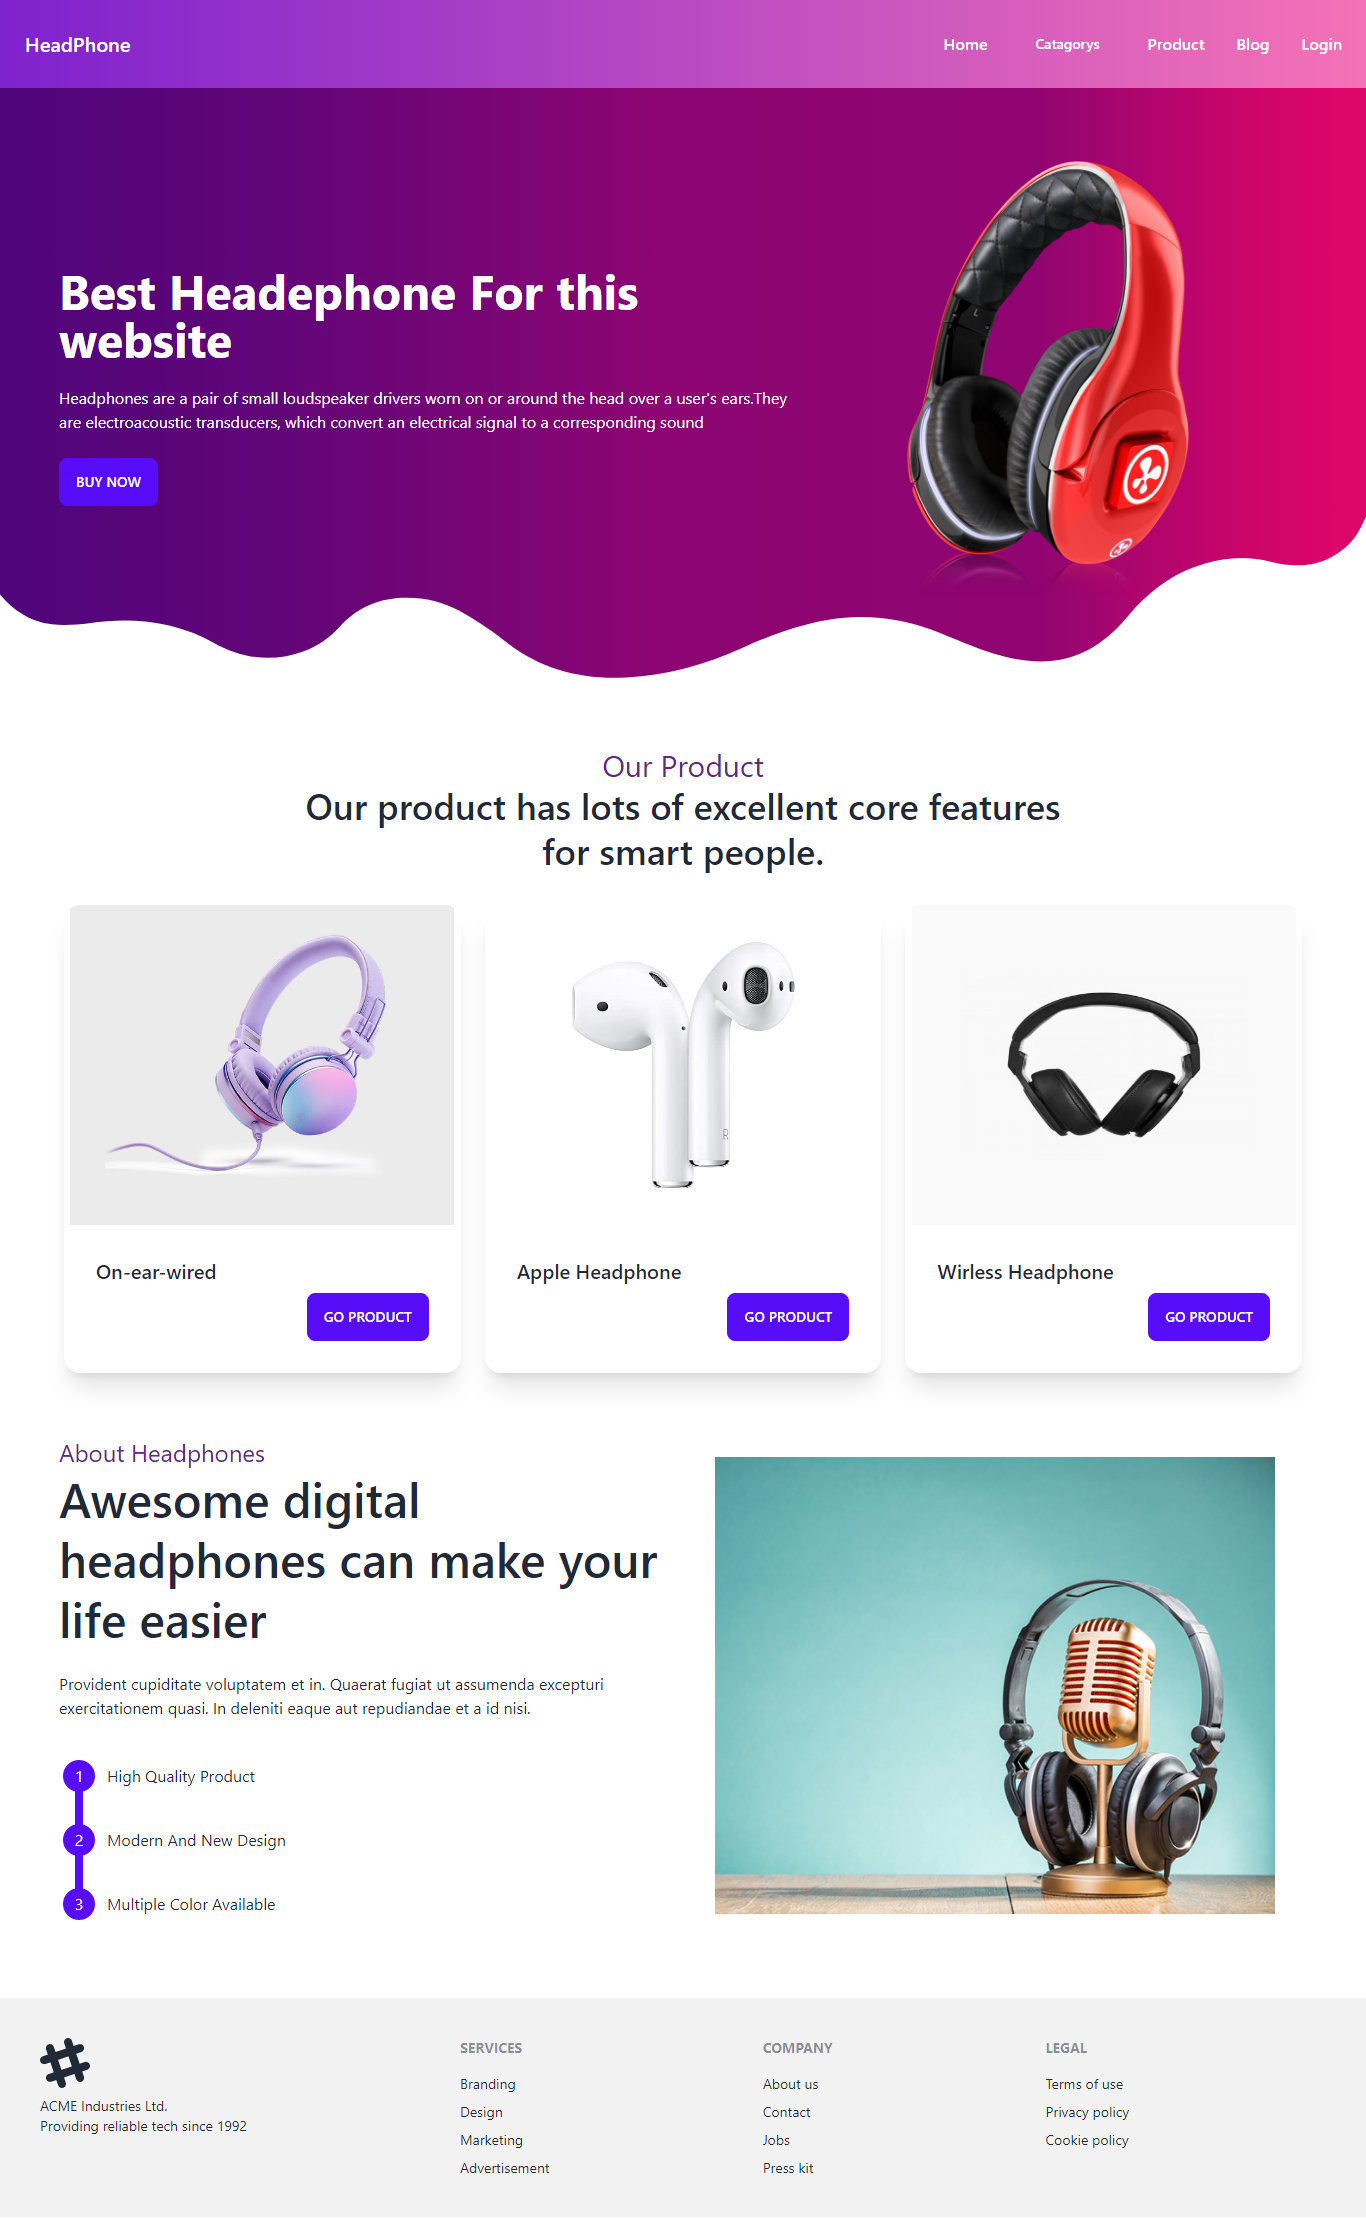 HeadPhone
Home
Catagorys
Product
Blog
Login
Best Headephone For this
website
Headphones are a pair of small loudspeaker drivers worn on or around the head over a user's ears.They
are electroacoustic transducers, which convert an electrical signal to a corresponding sound
BUY NOW
L
Our Product
Our product has lots of excellent core features
for smart people.
R
On-ear-wired
GO PRODUCT
Apple Headphone
GO PRODUCT
Wirless Headphone
GO PRODUCT
About Headphones
Awesome digital
headphones can make your
life easier
Provident cupiditate voluptatem et in. Quaerat fugiat ut assumenda excepturi
exercitationem quasi. In deleniti eaque aut repudiandae et a id nisi.
1 High Quality Product
2 Modern And New Design
3 Multiple Color Available
ACME Industries Ltd.
Providing reliable tech since 1992
SERVICES
Branding
Design
Marketing
Advertisement
COMPANY
About us
Contact
Jobs
Press kit
LEGAL
Terms of use
Privacy policy
Cookie policy